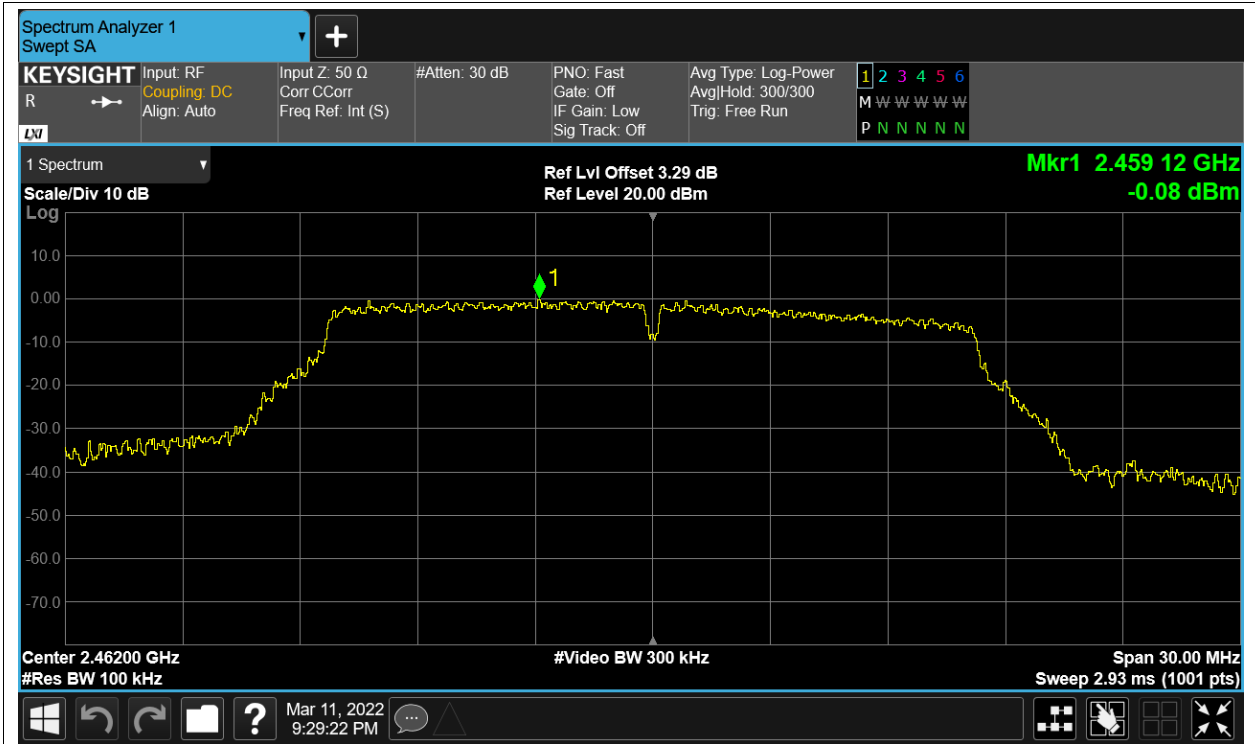 Spectrum Analyzer 1
Swept SA
KEYSIGHT
R
LXI
Input: RF
Coupling: DC
Align: Auto
Input Z: 50 Ω
Corr CCorr
Freq Ref: Int (S)
#Atten: 30 dB
PNO: Fast
Gate: Off
IF Gain: Low
Sig Track: Off
Avg Type: Log-Power
Avg|Hold: 300/300
Trig: Free Run
1 2 3 4 5 6
M W W W W W
P N N N N N
1 Spectrum
Scale/Div 10 dB
Log
Ref Lvl Offset 3.29 dB
Ref Level 20.00 dBm
Mkr1 2.459 12 GHz
-0.08 dBm
10.0
1
0.00
-10.0
-20.0
-30.0
-40.0
-50.0
-60.0
-70.0
Center 2.46200 GHz
#Video BW 300 kHz
Span 30.00 MHz
#Res BW 100 kHz
Sweep 2.93 ms (1001 pts)
?
Mar 11, 2022
9:29:22 PM